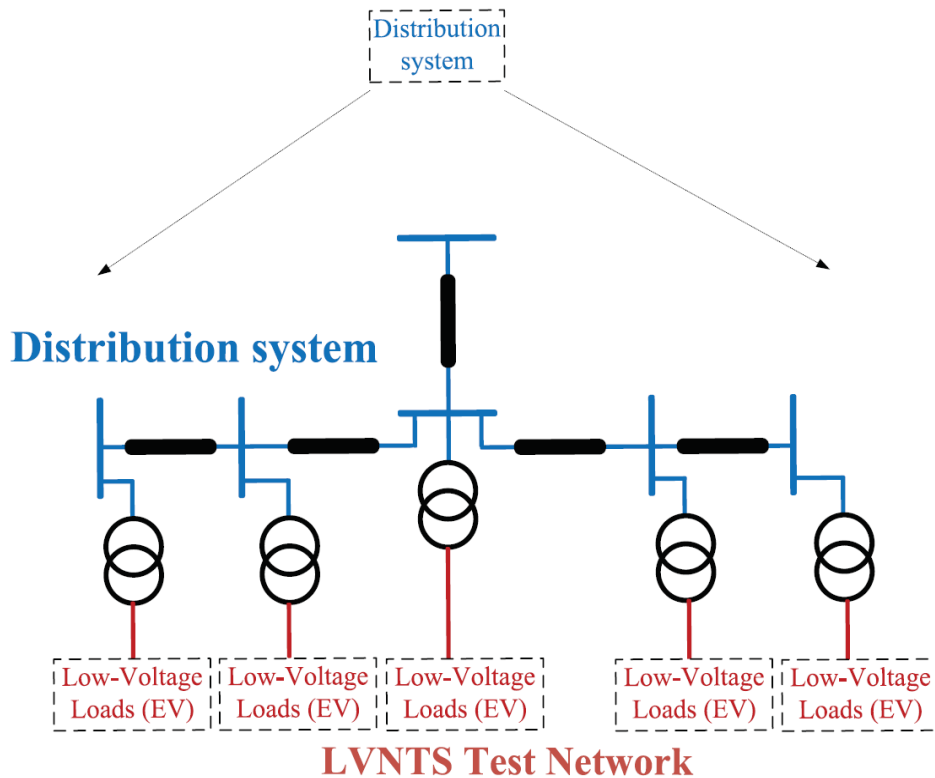 Distribution
system
Distribution system
Low-Voltage
Loads (EV)
Low-Voltage
Loads (EV)
Low-Voltage
Loads (EV)
Low-Voltage
Loads (EV)
Low-Voltage
Loads (EV)
LVNTS Test Network